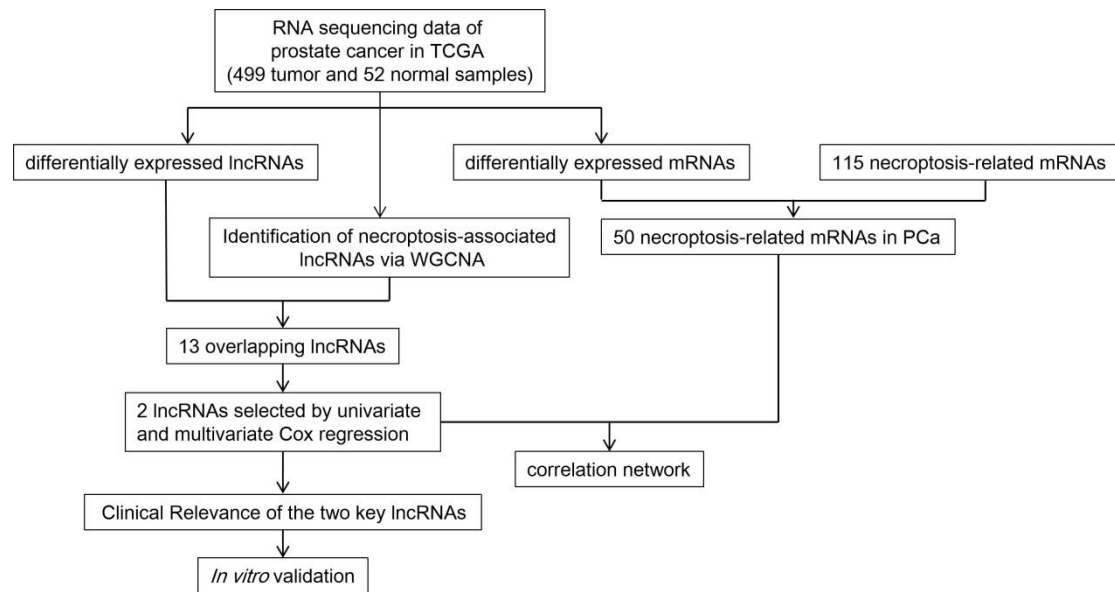 RNA sequencing data of
prostate cancer in TCGA
(499 tumor and 52 normal samples)
differentially expressed lncRNAs
differentially expressed mRNAs
115 necroptosis-related mRNAs
Identification of necroptosis-associated
lncRNAs via WGCNA
50 necroptosis-related mRNAs in PCa
13 overlapping lncRNAs
2 lncRNAs selected by univariate
and multivariate Cox regression
correlation network
Clinical Relevance of the two key lncRNAs
In vitro validation